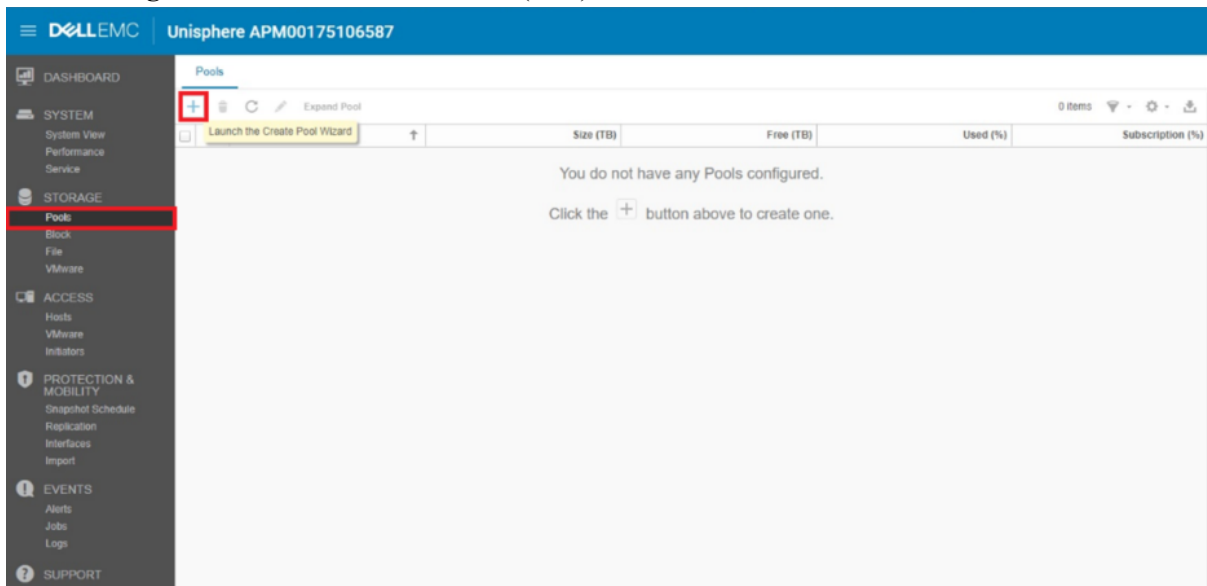 DELLEMC Unisphere APM00175106587
DASHBOARD
SYSTEM
System View
Performance
Service
STORAGE
Pools
Block
File
VMware
ACCESS
Hosts
VMware
Initiators
PROTECTION &
MOBILITY
Snapshot Schedule
Replication
Interfaces
Import
EVENTS
Alerts
Jobs
Logs
SUPPORT
Pools
Expand Pool 0 items
Launch the Create Pool Wizard
Size (TB) Free (TB) Used (%) Subscription (%)
You do not have any Pools configured.
Click the + button above to create one.